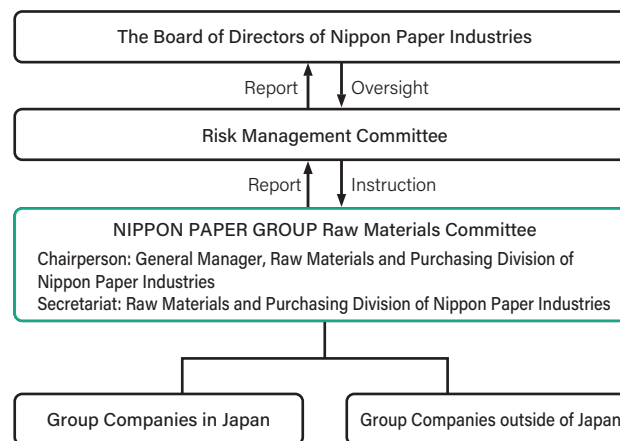 The Board of Directors of Nippon Paper Industries
Report Oversight
Risk Management Committee
Report Instruction
NIPPON PAPER GROUP Raw Materials Committee
Chairperson: General Manager, Raw Materials and Purchasing Division of
Nippon Paper Industries
Secretariat: Raw Materials and Purchasing Division of Nippon Paper Industries
Group Companies in Japan Group Companies outside of Japan